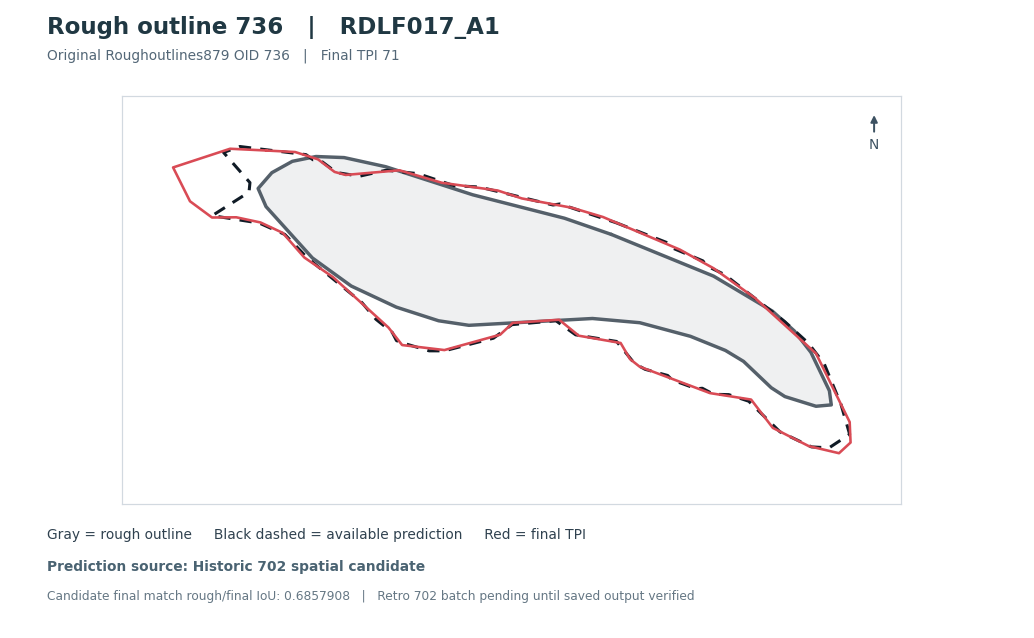 Rough outline 736   |   RDLF017_A1
Original Roughoutlines879 OID 736   |   Final TPI 71
N
Gray = rough outline     Black dashed = available prediction     Red = final TPI
Prediction source: Historic 702 spatial candidate
Candidate final match rough/final IoU: 0.6857908   |   Retro 702 batch pending until saved output verified